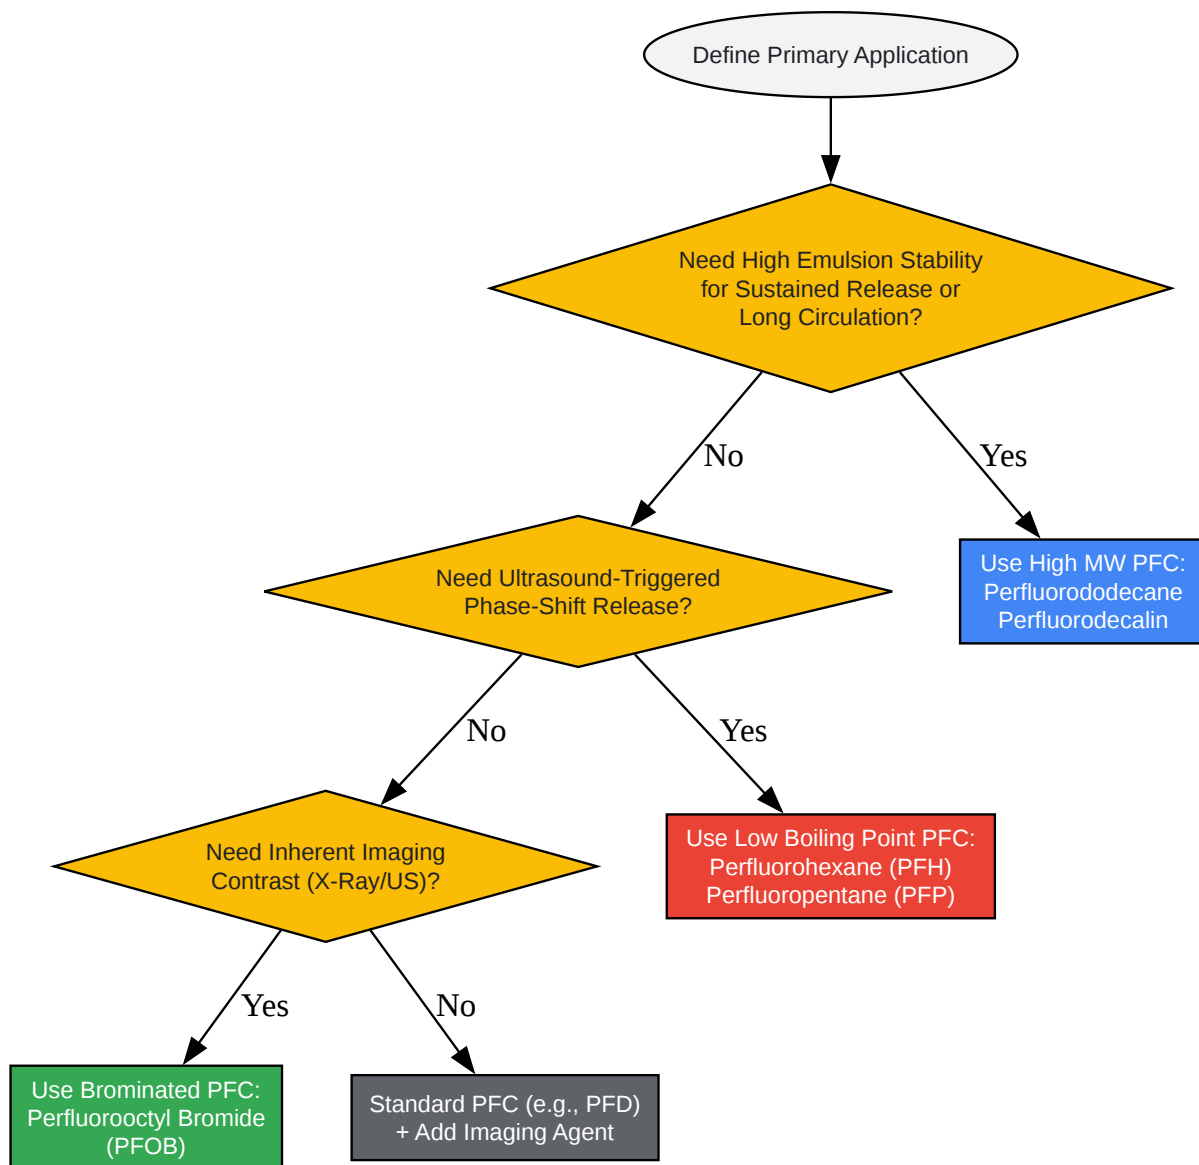 Define Primary Application
Need High Emulsion Stability
for Sustained Release or
Long Circulation?
No
Yes
Need Ultrasound-Triggered
Phase-Shift Release?
Use High MW PFC:
Perfluorododecane
Perfluorodecalin
No
Yes
Need Inherent Imaging
Contrast (X-Ray/US)?
Use Low Boiling Point PFC:
Perfluorohexane (PFH)
Perfluoropentane (PFP)
Yes
No
Use Brominated PFC:
Perfluorooctyl Bromide
(PFOB)
Standard PFC (e.g., PFD)
+ Add Imaging Agent